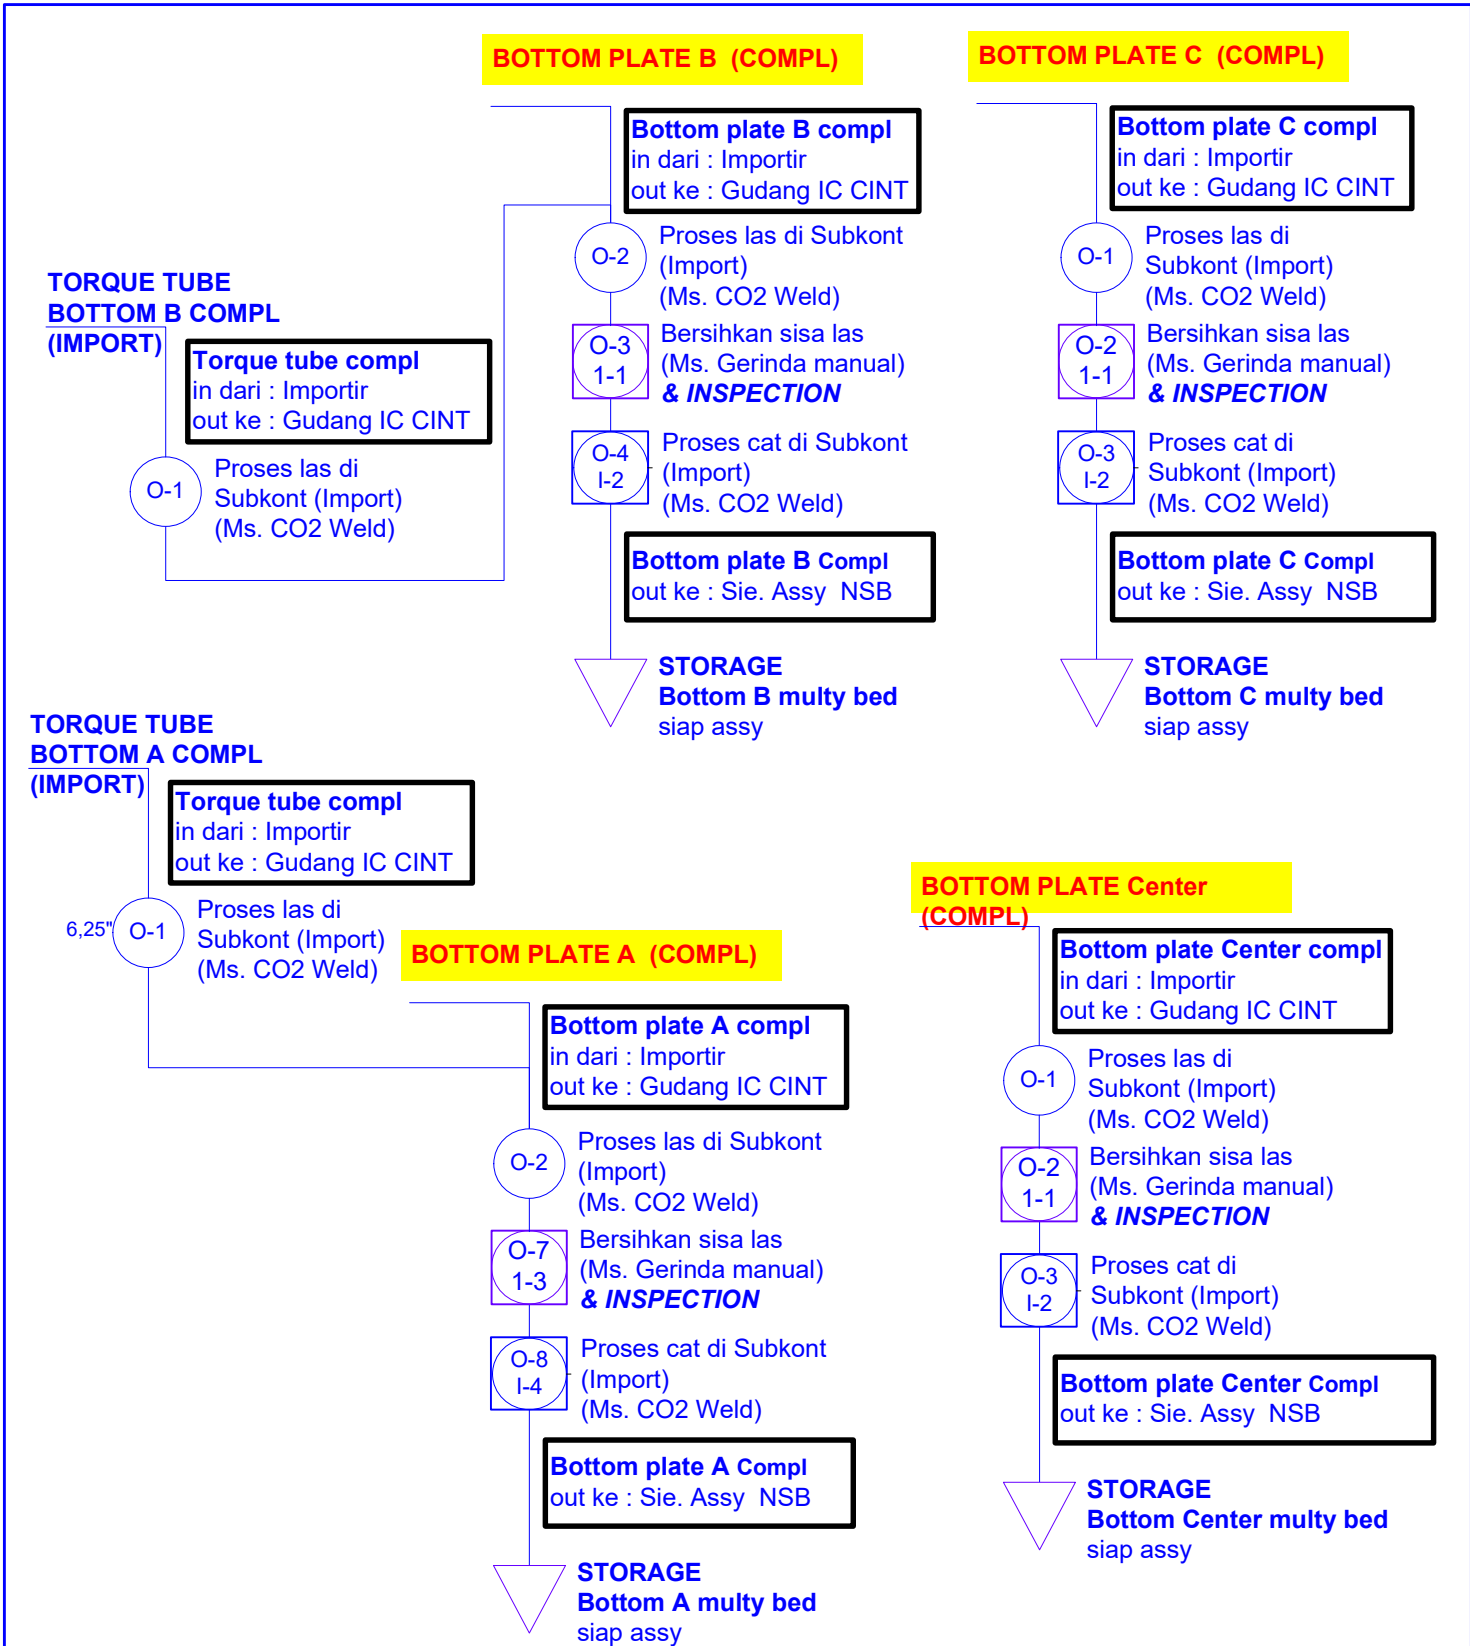 BOTTOM PLATE B  (COMPL)
Bottom plate B compl
in dari : Importir
out ke : Gudang IC CINT
O-2
Proses las di Subkont
(Import)
(Ms. CO2 Weld)
O-3
1-1
Bersihkan sisa las
(Ms. Gerinda manual)
& INSPECTION
O-4
I-2
Proses cat di Subkont
(Import)
(Ms. CO2 Weld)
Bottom plate B Compl
out ke : Sie. Assy  NSB
STORAGE
Bottom B multy bed
siap assy
TORQUE TUBE
BOTTOM B COMPL
(IMPORT)
Torque tube compl
in dari : Importir
out ke : Gudang IC CINT
O-1
Proses las di
Subkont (Import)
(Ms. CO2 Weld)
BOTTOM PLATE C  (COMPL)
Bottom plate C compl
in dari : Importir
out ke : Gudang IC CINT
O-1
Proses las di
Subkont (Import)
(Ms. CO2 Weld)
O-2
1-1
Bersihkan sisa las
(Ms. Gerinda manual)
& INSPECTION
O-3
I-2
Proses cat di
Subkont (Import)
(Ms. CO2 Weld)
Bottom plate C Compl
out ke : Sie. Assy  NSB
STORAGE
Bottom C multy bed
siap assy
TORQUE TUBE
BOTTOM A COMPL
(IMPORT)
Torque tube compl
in dari : Importir
out ke : Gudang IC CINT
6,25"
O-1
Proses las di
Subkont (Import)
(Ms. CO2 Weld)
BOTTOM PLATE A  (COMPL)
Bottom plate A compl
in dari : Importir
out ke : Gudang IC CINT
O-2
Proses las di Subkont
(Import)
(Ms. CO2 Weld)
O-7
1-3
Bersihkan sisa las
(Ms. Gerinda manual)
& INSPECTION
O-8
I-4
Proses cat di Subkont
(Import)
(Ms. CO2 Weld)
Bottom plate A Compl
out ke : Sie. Assy  NSB
STORAGE
Bottom A multy bed
siap assy
BOTTOM PLATE Center
(COMPL)
Bottom plate Center compl
in dari : Importir
out ke : Gudang IC CINT
O-1
Proses las di
Subkont (Import)
(Ms. CO2 Weld)
O-2
1-1
Bersihkan sisa las
(Ms. Gerinda manual)
& INSPECTION
O-3
I-2
Proses cat di
Subkont (Import)
(Ms. CO2 Weld)
Bottom plate Center Compl
out ke : Sie. Assy  NSB
STORAGE
Bottom Center multy bed
siap assy